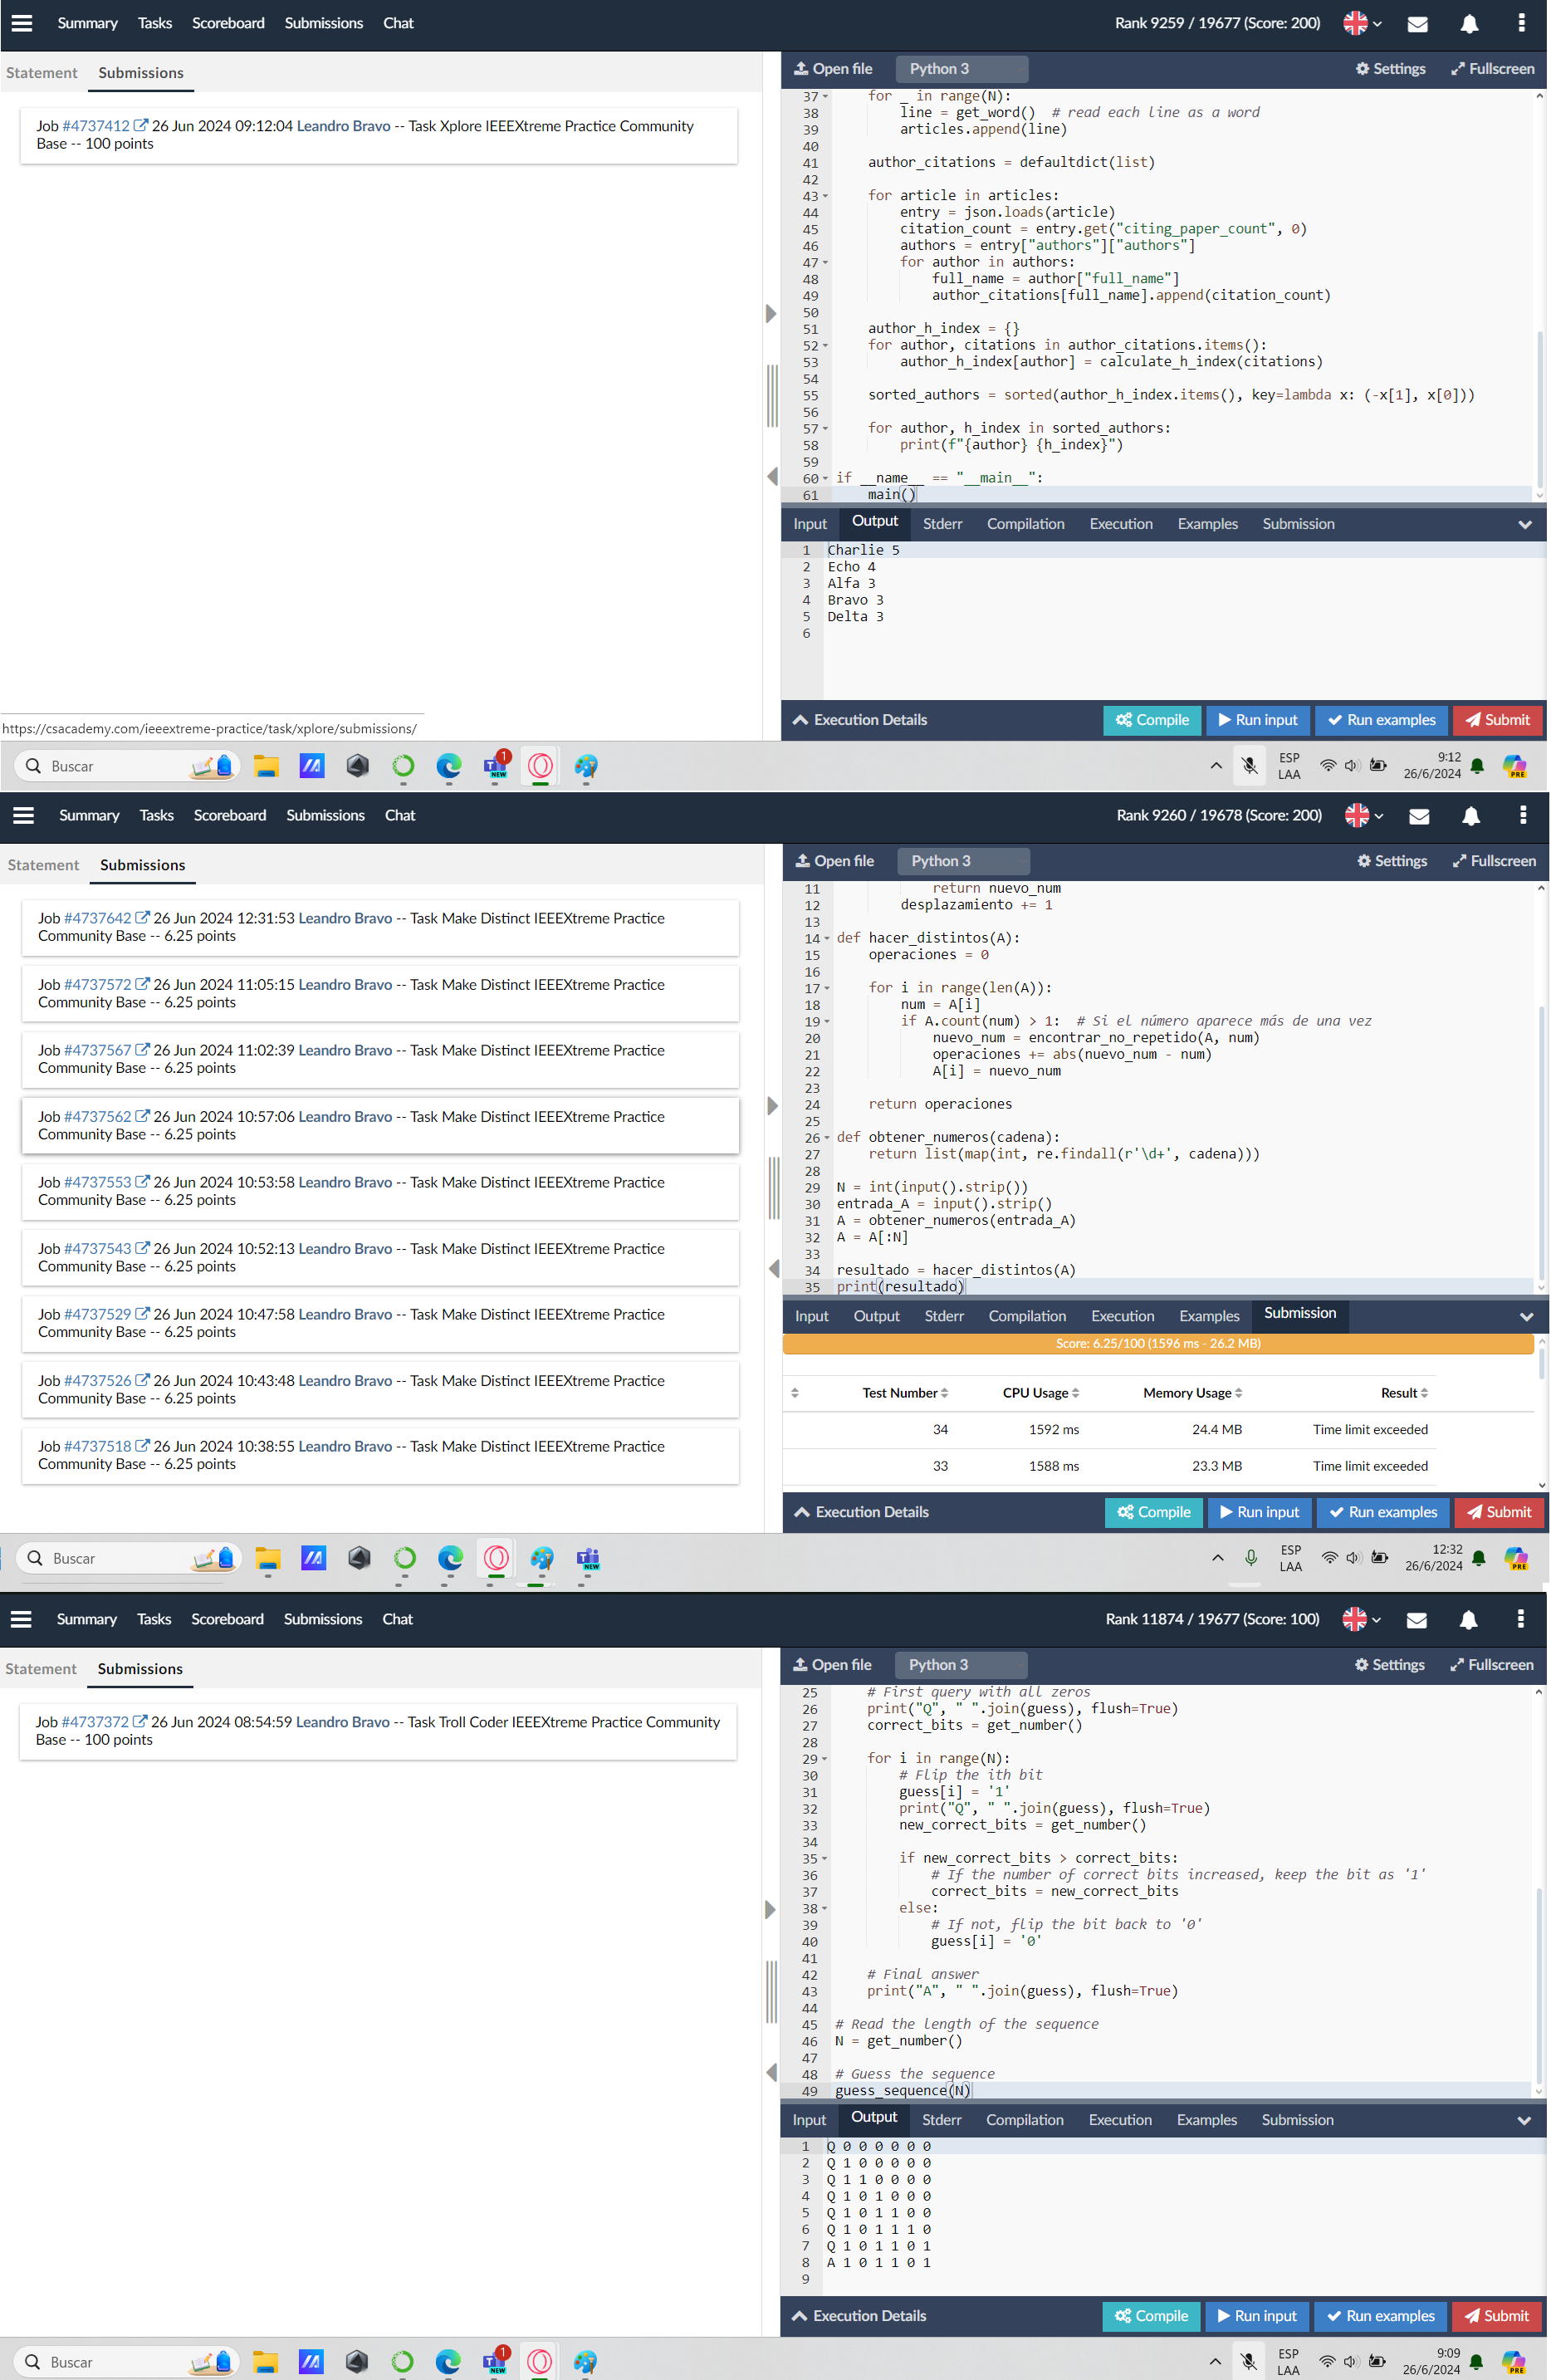 Summary Tasks Scoreboard Submissions Chat Rank 9259 / 19677 (Score: 200)
Statement Submissions
Job #4737412 26 Jun 2024 09:12:04 Leandro Bravo -- Task Xplore IEEEXtreme Practice Community
Base -- 100 points
https://csacademy.com/ieeextreme-practice/task/xplore/submissions/
Open file Python 3 Settings Fullscreen
37 for _ in range(N):
38 line = get_word() # read each line as a word
39 articles.append(line)
40
41 author_citations = defaultdict(list)
42
43 for article in articles:
44 entry = json.loads(article)
45 citation_count = entry.get("citing_paper_count", 0)
46 authors = entry["authors"]["authors"]
47 for author in authors:
48 full_name = author["full_name"]
49 author_citations[full_name].append(citation_count)
50
51 author_h_index = {}
52 for author, citations in author_citations.items():
53 author_h_index[author] = calculate_h_index(citations)
54
55 sorted_authors = sorted(author_h_index.items(), key=lambda x: (-x[1], x[0]))
56
57 for author, h_index in sorted_authors:
58 print(f"{author} {h_index}")
59
60 if __name__ == "__main__":
61 main()
Input Output Stderr Compilation Execution Examples Submission
1 Charlie 5
2 Echo 4
3 Alfa 3
4 Bravo 3
5 Delta 3
6
Execution Details Compile Run input Run examples Submit
Buscar 1 NEW ESP LAA 9:12 26/6/2024 PRE
Summary Tasks Scoreboard Submissions Chat Rank 9260 / 19678 (Score: 200)
Statement Submissions
Job #4737642 26 Jun 2024 12:31:53 Leandro Bravo -- Task Make Distinct IEEEXtreme Practice
Community Base -- 6.25 points
Job #4737572 26 Jun 2024 11:05:15 Leandro Bravo -- Task Make Distinct IEEEXtreme Practice
Community Base -- 6.25 points
Job #4737567 26 Jun 2024 11:02:39 Leandro Bravo -- Task Make Distinct IEEEXtreme Practice
Community Base -- 6.25 points
Job #4737562 26 Jun 2024 10:57:06 Leandro Bravo -- Task Make Distinct IEEEXtreme Practice
Community Base -- 6.25 points
Job #4737553 26 Jun 2024 10:53:58 Leandro Bravo -- Task Make Distinct IEEEXtreme Practice
Community Base -- 6.25 points
Job #4737543 26 Jun 2024 10:52:13 Leandro Bravo -- Task Make Distinct IEEEXtreme Practice
Community Base -- 6.25 points
Job #4737529 26 Jun 2024 10:47:58 Leandro Bravo -- Task Make Distinct IEEEXtreme Practice
Community Base -- 6.25 points
Job #4737526 26 Jun 2024 10:43:48 Leandro Bravo -- Task Make Distinct IEEEXtreme Practice
Community Base -- 6.25 points
Job #4737518 26 Jun 2024 10:38:55 Leandro Bravo -- Task Make Distinct IEEEXtreme Practice
Community Base -- 6.25 points
Open file Python 3 Settings Fullscreen
11 return nuevo_num
12 desplazamiento += 1
13
14 def hacer_distintos(A):
15 operaciones = 0
16
17 for i in range(len(A)):
18 num = A[i]
19 if A.count(num) > 1: # Si el número aparece más de una vez
20 nuevo_num = encontrar_no_repetido(A, num)
21 operaciones += abs(nuevo_num - num)
22 A[i] = nuevo_num
23
24 return operaciones
25
26 def obtener_numeros(cadena):
27 return list(map(int, re.findall(r'\d+', cadena)))
28
29 N = int(input().strip())
30 entrada_A = input().strip()
31 A = obtener_numeros(entrada_A)
32 A = A[:N]
33
34 resultado = hacer_distintos(A)
35 print(resultado)
Input Output Stderr Compilation Execution Examples Submission
Score: 6.25/100 (1596 ms - 26.2 MB)
Test Number CPU Usage Memory Usage Result
34 1592 ms 24.4 MB Time limit exceeded
33 1588 ms 23.3 MB Time limit exceeded
Execution Details Compile Run input Run examples Submit
Buscar NEW ESP LAA 12:32 26/6/2024 PRE
Summary Tasks Scoreboard Submissions Chat Rank 11874 / 19677 (Score: 100)
Statement Submissions
Job #4737372 26 Jun 2024 08:54:59 Leandro Bravo -- Task Troll Coder IEEEXtreme Practice Community
Base -- 100 points
Open file Python 3 Settings Fullscreen
25 # First query with all zeros
26 print("Q", " ".join(guess), flush=True)
27 correct_bits = get_number()
28
29 for i in range(N):
30 # Flip the ith bit
31 guess[i] = '1'
32 print("Q", " ".join(guess), flush=True)
33 new_correct_bits = get_number()
34
35 if new_correct_bits > correct_bits:
36 # If the number of correct bits increased, keep the bit as '1'
37 correct_bits = new_correct_bits
38 else:
39 # If not, flip the bit back to '0'
40 guess[i] = '0'
41
42 # Final answer
43 print("A", " ".join(guess), flush=True)
44
45 # Read the length of the sequence
46 N = get_number()
47
48 # Guess the sequence
49 guess_sequence(N)
Input Output Stderr Compilation Execution Examples Submission
1 Q 0 0 0 0 0 0
2 Q 1 0 0 0 0 0
3 Q 1 1 0 0 0 0
4 Q 1 0 1 0 0 0
5 Q 1 0 1 1 0 0
6 Q 1 0 1 1 1 0
7 Q 1 0 1 1 0 1
8 A 1 0 1 1 0 1
9
Execution Details Compile Run input Run examples Submit
Buscar 1 NEW ESP LAA 9:09 26/6/2024 PRE